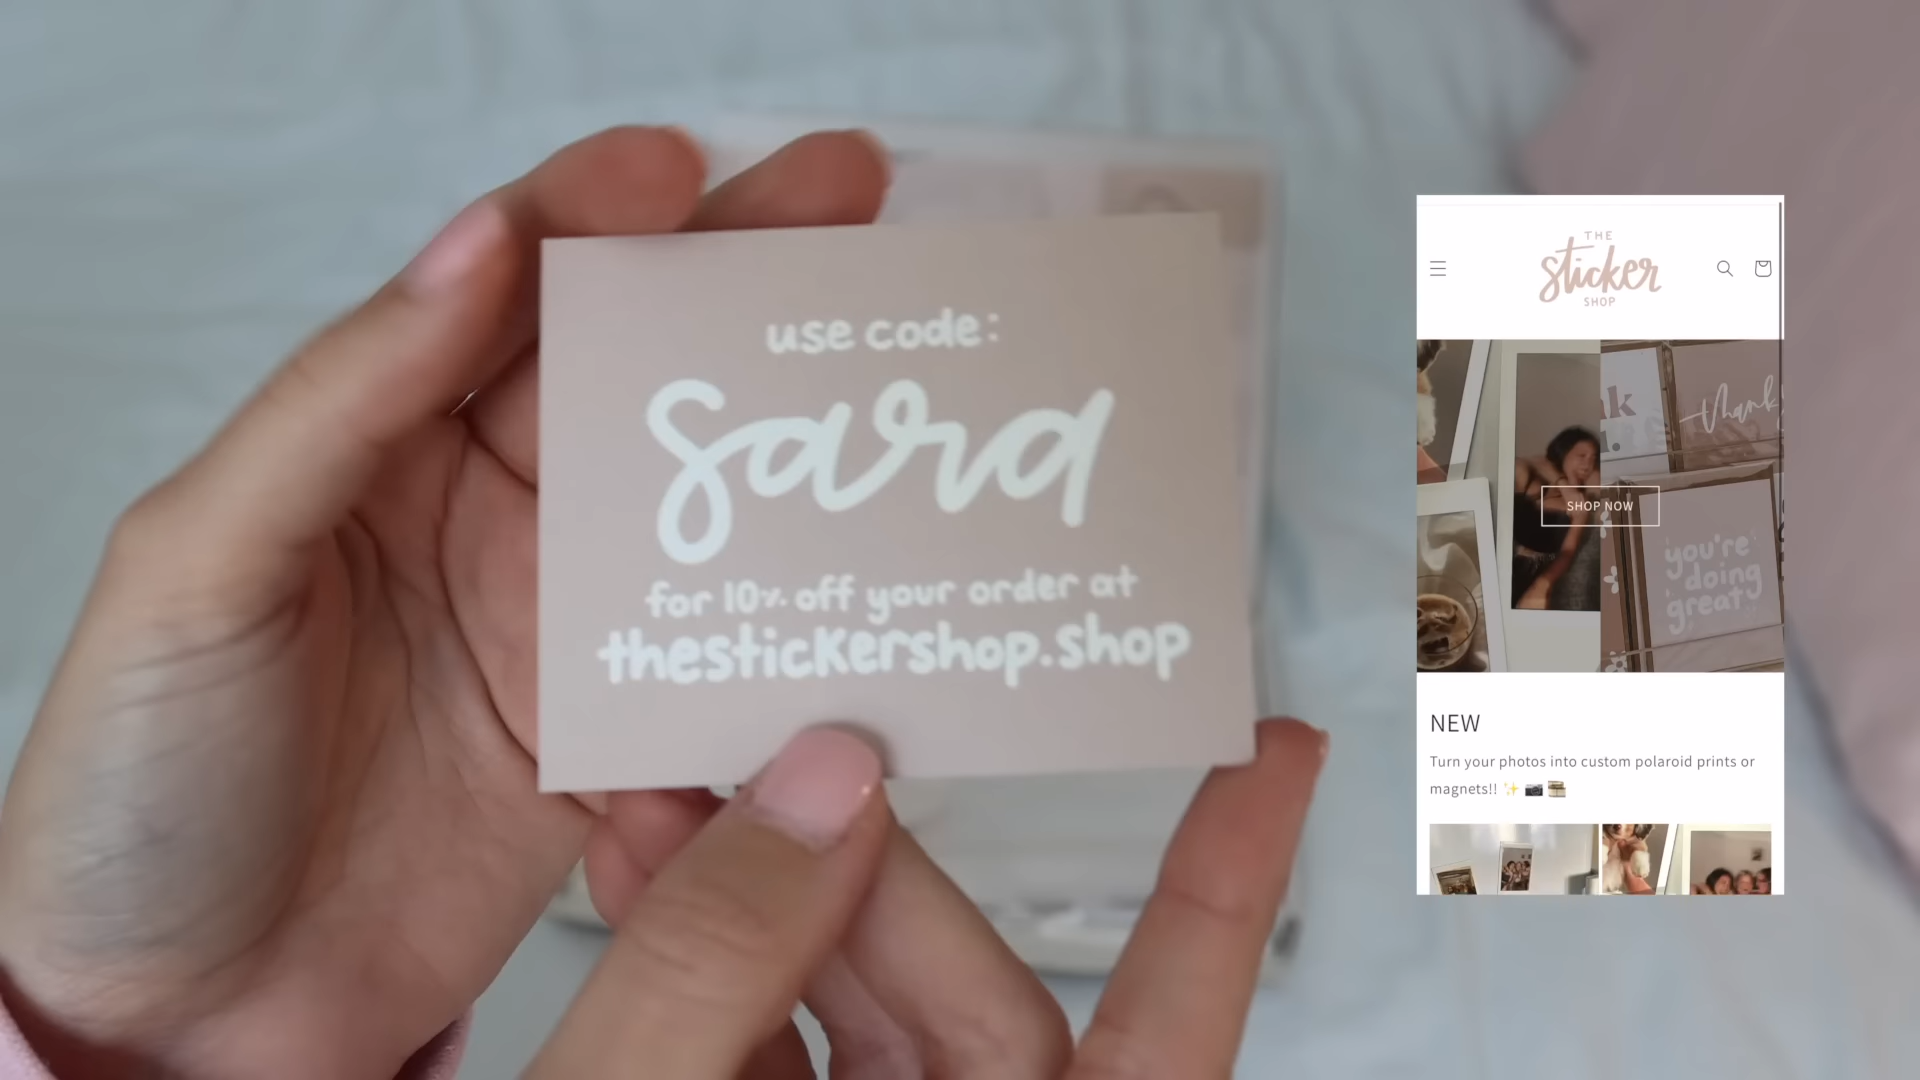 use code:
Sara
for 10% off your order at
thestickershop.shop
THE
sticker
SHOP
k
thank
SHOP NOW
you're
doing
great
NEW
Turn your photos into custom polaroid prints or
magnets!! ✨ 📷